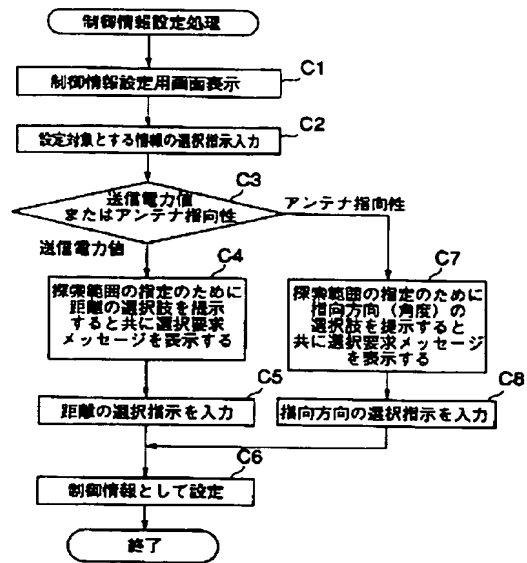 制御情報設定処理
C1
制御情報設定用画面表示
C2
設定対象とする情報の選択指示入力
C3
送信電力値
またはアンテナ指向性
アンテナ指向性
送信電力値
C4
探索範囲の指定のために
距離の選択肢を提示
すると共に選択要求
メッセージを表示する
C7
探索範囲の指定のために
指向方向（角度）の
選択肢を提示すると
共に選択要求メッセージ
を表示する
C5
距離の選択指示を入力
C8
指向方向の選択指示を入力
C6
制御情報として設定
終了